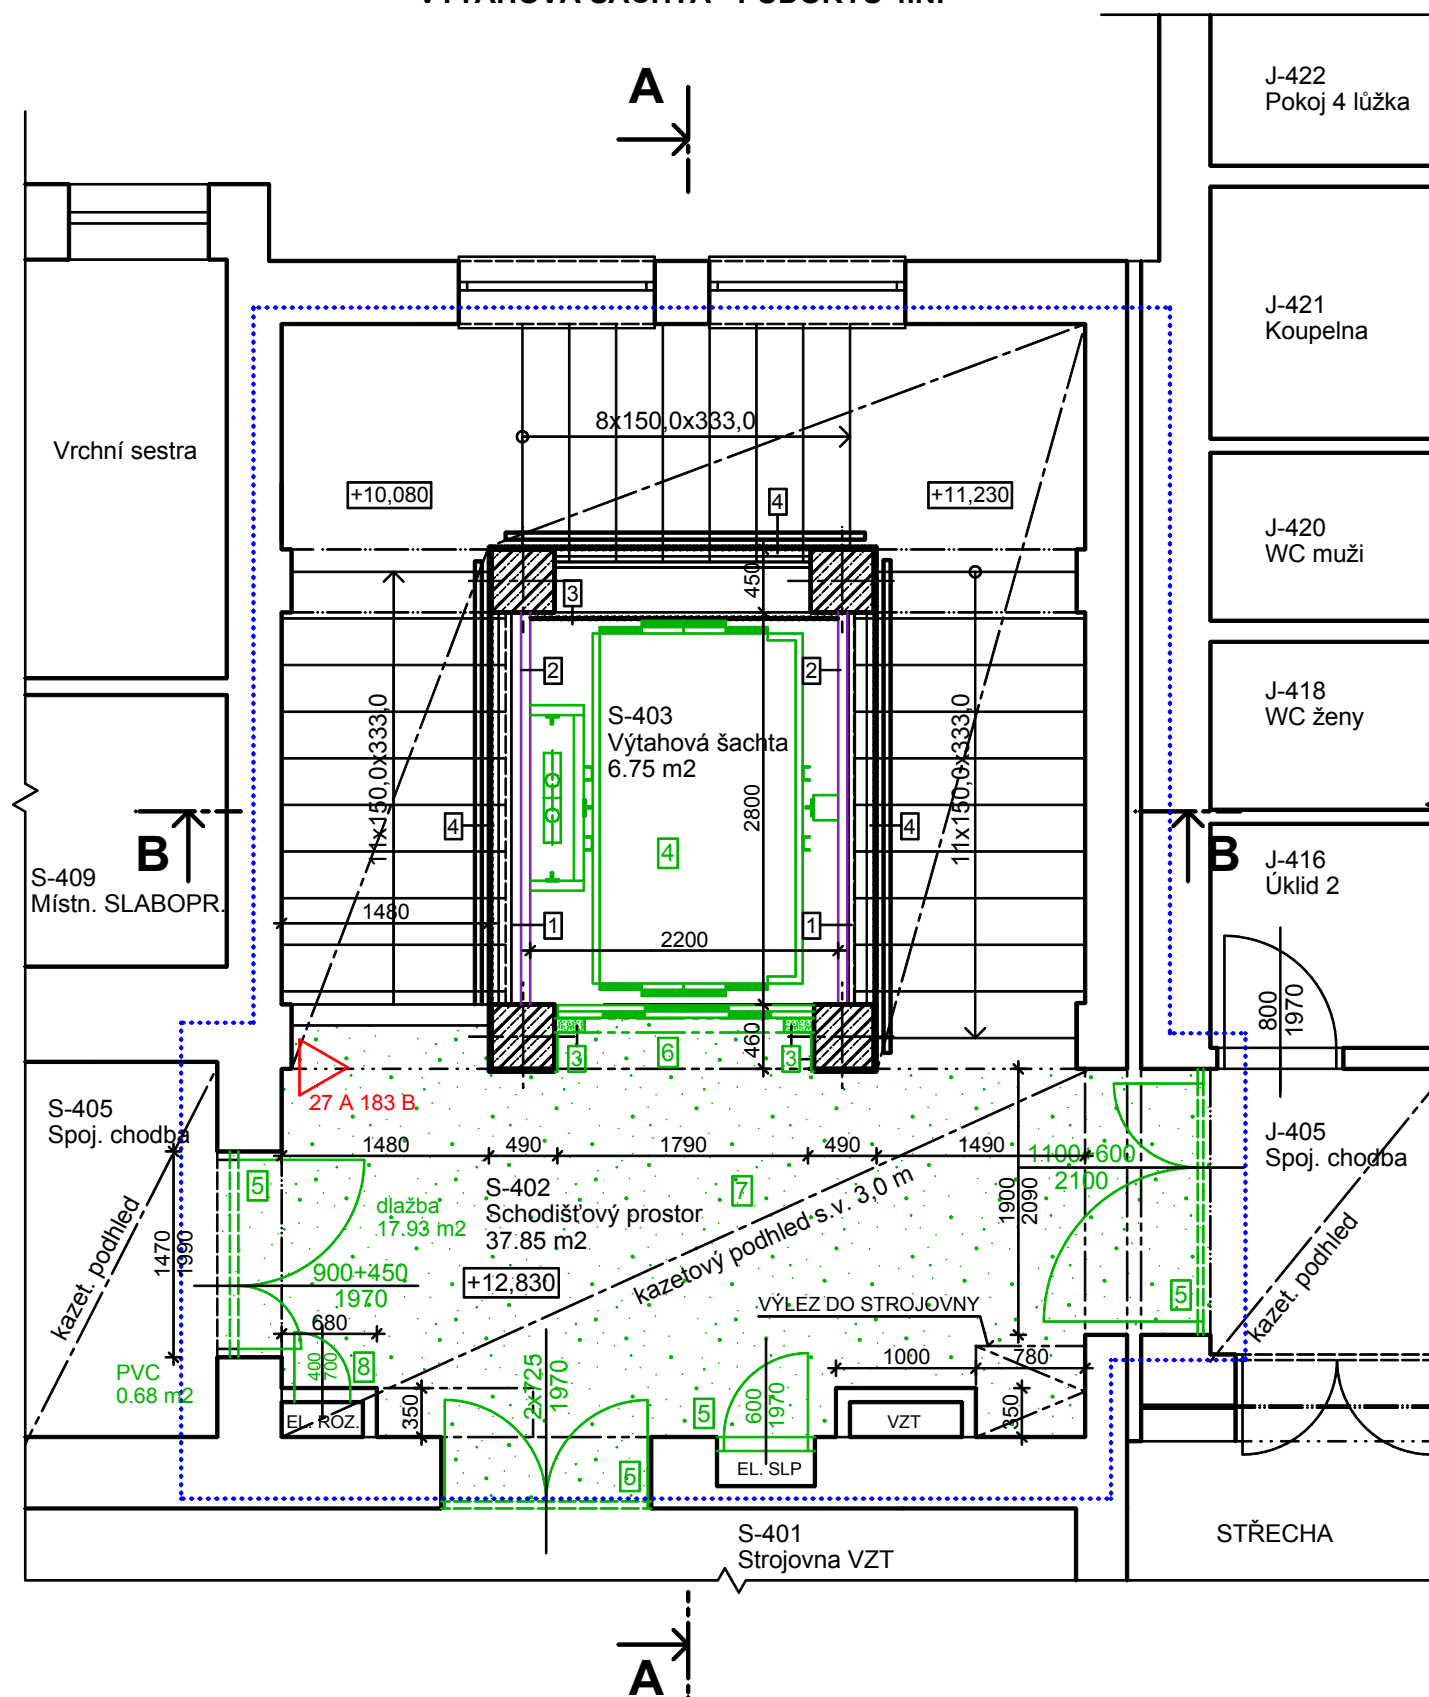 A
J-422
Pokoj 4 lůžka
J-421
Koupelna
8x150,0x333,0
Vrchní sestra
+10,080
+11,230
4
J-420
WC muži
450
3
2
2
J-418
WC ženy
S-403
Výtahová šachta
6.75 m2
11x150,0x333,0
11x150,0x333,0
2800
4
4
4
B
B
J-416
Úklid 2
S-409
Místn. SLABOPR.
1480
1
1
2200
800
1970
460
3
6
3
27 A 183 B
S-405
Spoj. chodba
J-405
Spoj. chodba
1480
490
1790
490
1490
1100+600
2100
5
7
S-402
Schodišťový prostor
37.85 m2
dlažba
17.93 m2
1900
2090
1470
1990
kazet. podhled
kazetový podhled s.v. 3,0 m
kazet. podhled
900+450
1970
+12,830
5
VÝLEZ DO STROJOVNY
680
1000
780
PVC
0.68 m2
400
700
8
350
2x725
1970
5
600
1970
350
EL. ROZ.
VZT
EL. SLP
5
S-401
Strojovna VZT
STŘECHA
A